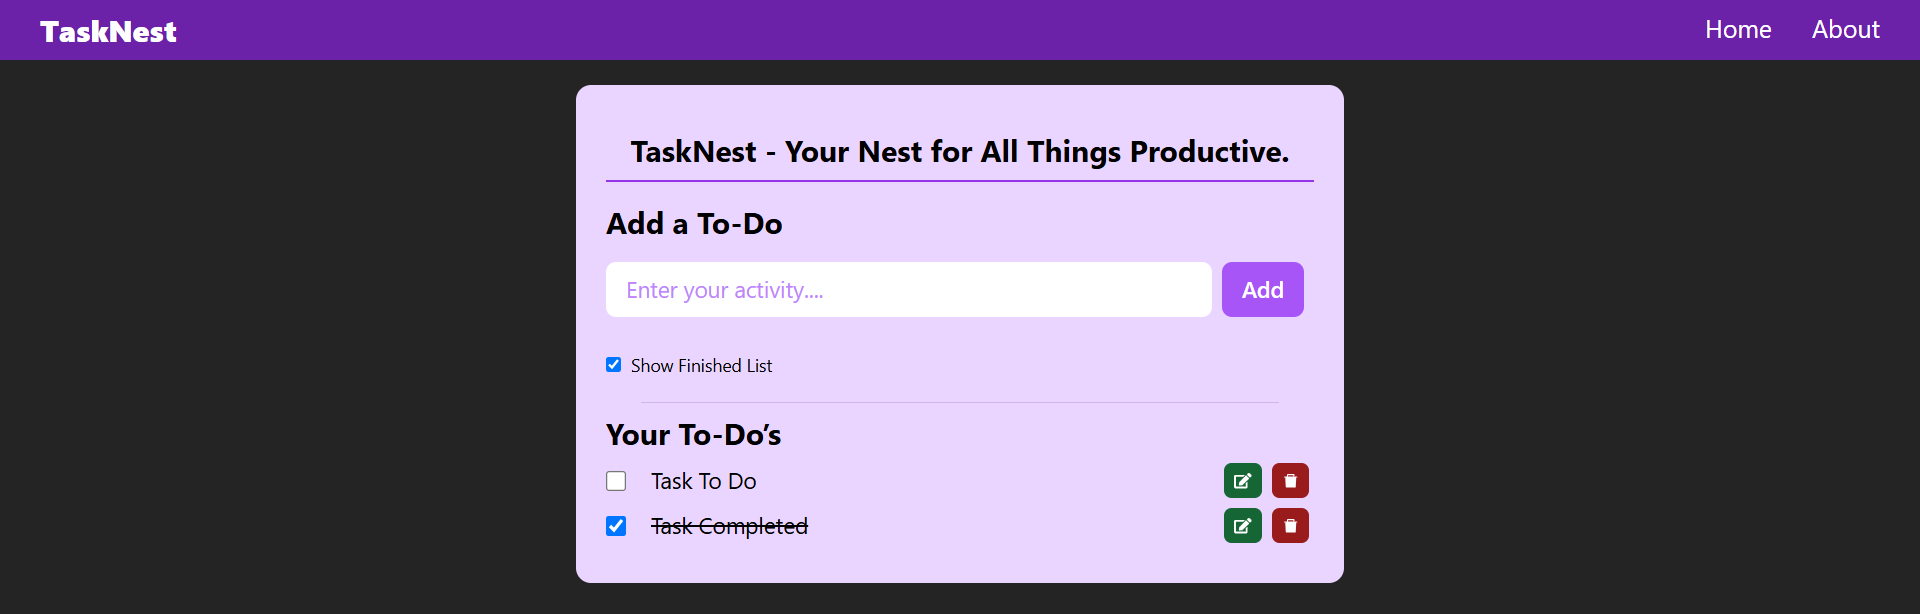 TaskNest
Home About
TaskNest - Your Nest for All Things Productive.
Add a To-Do
Enter your activity....
Add
Show Finished List
Your To-Do’s
Task To Do
Task Completed